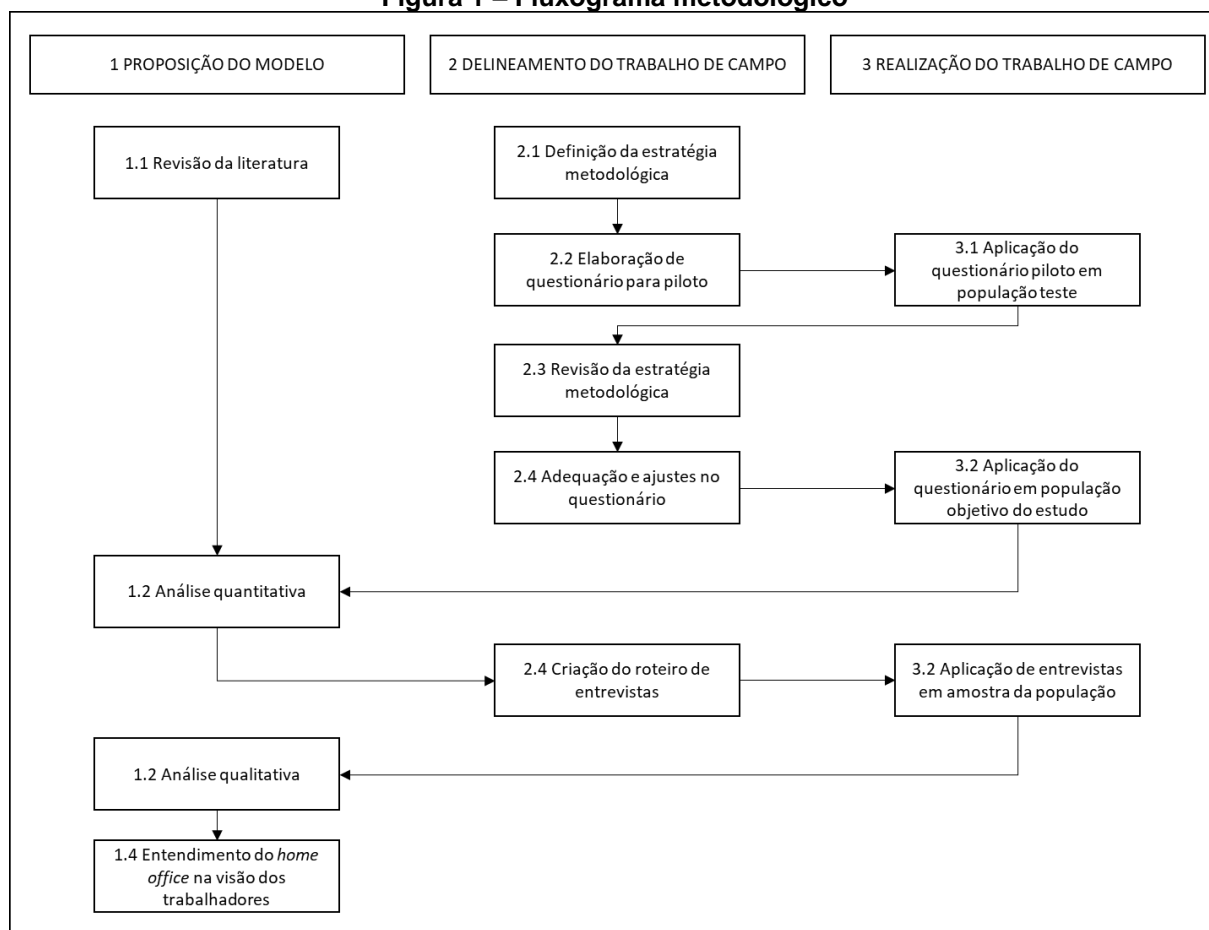 Figura 1 – Fluxograma metodológico
1 PROPOSIÇÃO DO MODELO
2 DELINEAMENTO DO TRABALHO DE CAMPO
3 REALIZAÇÃO DO TRABALHO DE CAMPO
1.1 Revisão da literatura
2.1 Definição da estratégia
metodológica
2.2 Elaboração de
questionário para piloto
3.1 Aplicação do
questionário piloto em
população teste
2.3 Revisão da estratégia
metodológica
2.4 Adequação e ajustes no
questionário
3.2 Aplicação do
questionário em população
objetivo do estudo
1.2 Análise quantitativa
2.4 Criação do roteiro de
entrevistas
3.2 Aplicação de entrevistas
em amostra da população
1.2 Análise qualitativa
1.4 Entendimento do home
office na visão dos
trabalhadores